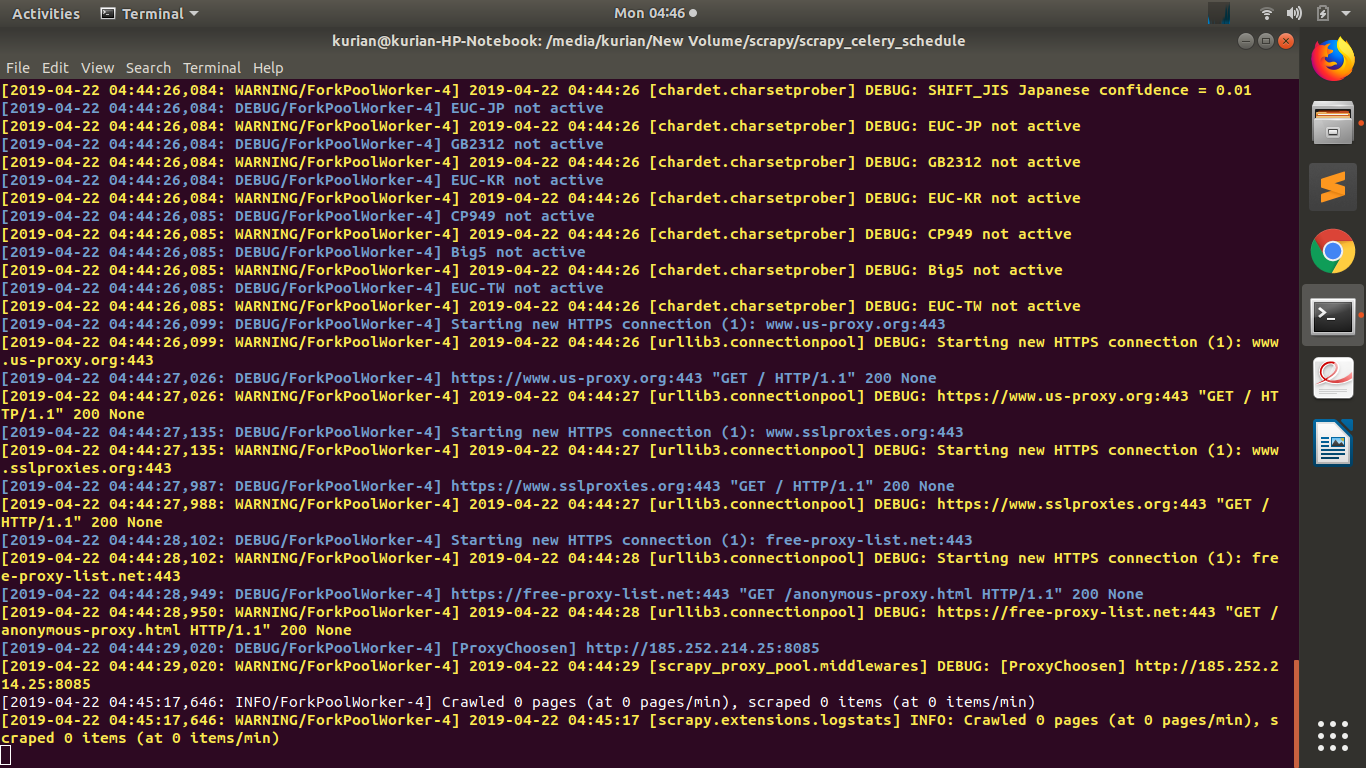 Activities Terminal Mon 04:46
kurian@kurian-HP-Notebook: /media/kurian/New Volume/scrapy/scrapy_celery_schedule
File Edit View Search Terminal Help
[2019-04-22 04:44:26,084: WARNING/ForkPoolWorker-4] 2019-04-22 04:44:26 [chardet.charsetprober] DEBUG: SHIFT_JIS Japanese confidence = 0.01
[2019-04-22 04:44:26,084: DEBUG/ForkPoolWorker-4] EUC-JP not active
[2019-04-22 04:44:26,084: WARNING/ForkPoolWorker-4] 2019-04-22 04:44:26 [chardet.charsetprober] DEBUG: EUC-JP not active
[2019-04-22 04:44:26,084: DEBUG/ForkPoolWorker-4] GB2312 not active
[2019-04-22 04:44:26,084: WARNING/ForkPoolWorker-4] 2019-04-22 04:44:26 [chardet.charsetprober] DEBUG: GB2312 not active
[2019-04-22 04:44:26,084: DEBUG/ForkPoolWorker-4] EUC-KR not active
[2019-04-22 04:44:26,084: WARNING/ForkPoolWorker-4] 2019-04-22 04:44:26 [chardet.charsetprober] DEBUG: EUC-KR not active
[2019-04-22 04:44:26,085: DEBUG/ForkPoolWorker-4] CP949 not active
[2019-04-22 04:44:26,085: WARNING/ForkPoolWorker-4] 2019-04-22 04:44:26 [chardet.charsetprober] DEBUG: CP949 not active
[2019-04-22 04:44:26,085: DEBUG/ForkPoolWorker-4] Big5 not active
[2019-04-22 04:44:26,085: WARNING/ForkPoolWorker-4] 2019-04-22 04:44:26 [chardet.charsetprober] DEBUG: Big5 not active
[2019-04-22 04:44:26,085: DEBUG/ForkPoolWorker-4] EUC-TW not active
[2019-04-22 04:44:26,085: WARNING/ForkPoolWorker-4] 2019-04-22 04:44:26 [chardet.charsetprober] DEBUG: EUC-TW not active
[2019-04-22 04:44:26,099: DEBUG/ForkPoolWorker-4] Starting new HTTPS connection (1): www.us-proxy.org:443
[2019-04-22 04:44:26,099: WARNING/ForkPoolWorker-4] 2019-04-22 04:44:26 [urllib3.connectionpool] DEBUG: Starting new HTTPS connection (1): www
.us-proxy.org:443
[2019-04-22 04:44:27,026: DEBUG/ForkPoolWorker-4] https://www.us-proxy.org:443 "GET / HTTP/1.1" 200 None
[2019-04-22 04:44:27,026: WARNING/ForkPoolWorker-4] 2019-04-22 04:44:27 [urllib3.connectionpool] DEBUG: https://www.us-proxy.org:443 "GET / HT
TP/1.1" 200 None
[2019-04-22 04:44:27,135: DEBUG/ForkPoolWorker-4] Starting new HTTPS connection (1): www.sslproxies.org:443
[2019-04-22 04:44:27,135: WARNING/ForkPoolWorker-4] 2019-04-22 04:44:27 [urllib3.connectionpool] DEBUG: Starting new HTTPS connection (1): www
.sslproxies.org:443
[2019-04-22 04:44:27,987: DEBUG/ForkPoolWorker-4] https://www.sslproxies.org:443 "GET / HTTP/1.1" 200 None
[2019-04-22 04:44:27,988: WARNING/ForkPoolWorker-4] 2019-04-22 04:44:27 [urllib3.connectionpool] DEBUG: https://www.sslproxies.org:443 "GET /
HTTP/1.1" 200 None
[2019-04-22 04:44:28,102: DEBUG/ForkPoolWorker-4] Starting new HTTPS connection (1): free-proxy-list.net:443
[2019-04-22 04:44:28,102: WARNING/ForkPoolWorker-4] 2019-04-22 04:44:28 [urllib3.connectionpool] DEBUG: Starting new HTTPS connection (1): fre
e-proxy-list.net:443
[2019-04-22 04:44:28,949: DEBUG/ForkPoolWorker-4] https://free-proxy-list.net:443 "GET /anonymous-proxy.html HTTP/1.1" 200 None
[2019-04-22 04:44:28,950: WARNING/ForkPoolWorker-4] 2019-04-22 04:44:28 [urllib3.connectionpool] DEBUG: https://free-proxy-list.net:443 "GET /
anonymous-proxy.html HTTP/1.1" 200 None
[2019-04-22 04:44:29,020: DEBUG/ForkPoolWorker-4] [ProxyChoosen] http://185.252.214.25:8085
[2019-04-22 04:44:29,020: WARNING/ForkPoolWorker-4] 2019-04-22 04:44:29 [scrapy_proxy_pool.middlewares] DEBUG: [ProxyChoosen] http://185.252.2
14.25:8085
[2019-04-22 04:45:17,646: INFO/ForkPoolWorker-4] Crawled 0 pages (at 0 pages/min), scraped 0 items (at 0 items/min)
[2019-04-22 04:45:17,646: WARNING/ForkPoolWorker-4] 2019-04-22 04:45:17 [scrapy.extensions.logstats] INFO: Crawled 0 pages (at 0 pages/min), s
craped 0 items (at 0 items/min)